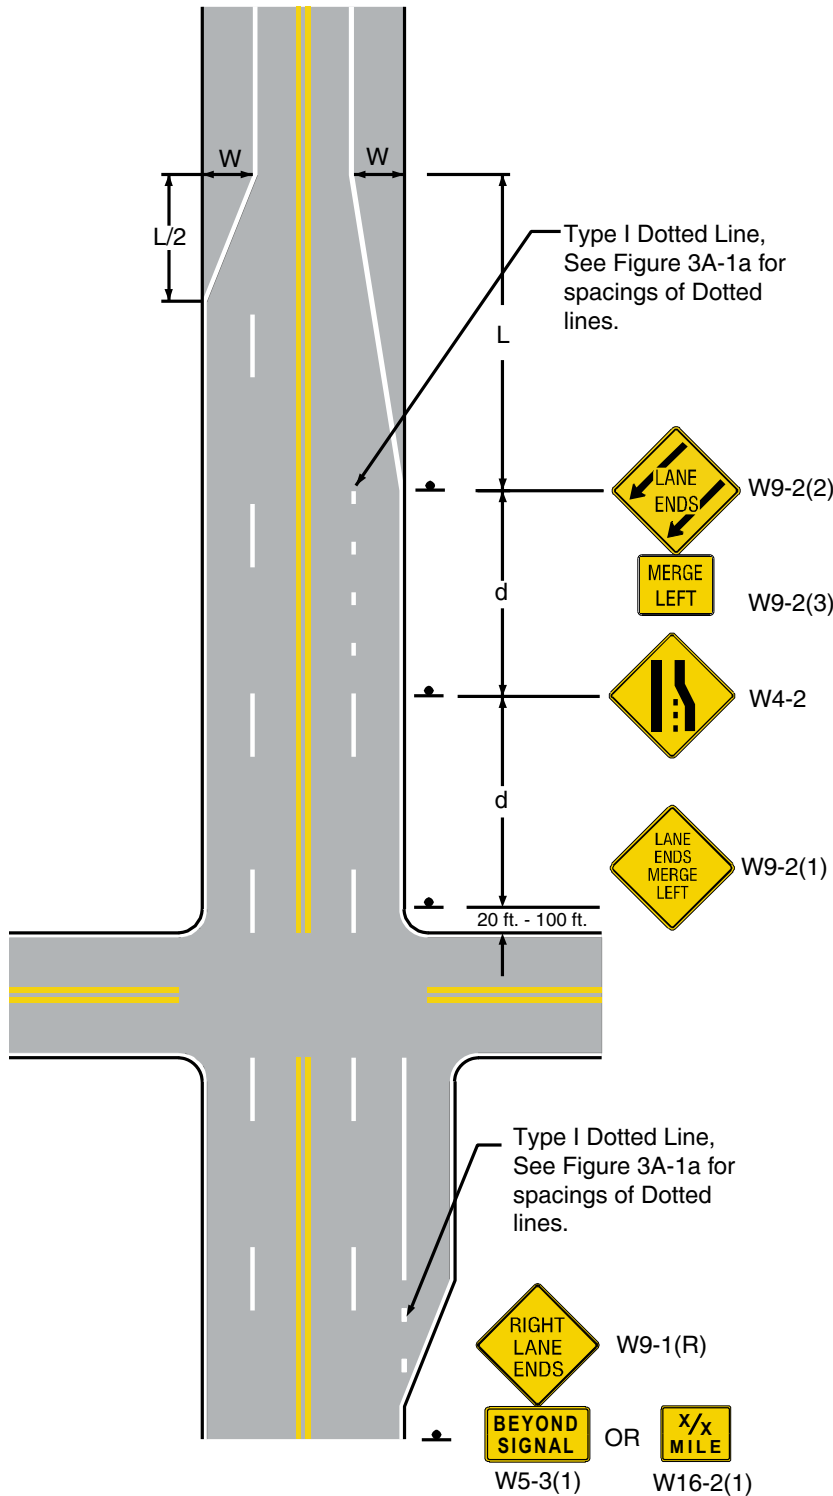 W
W
L/2
Type I Dotted Line,
See Figure 3A-1a for
spacings of Dotted
lines.
L
LANE
ENDS
W9-2(2)
MERGE
LEFT
W9-2(3)
d
W4-2
d
LANE
ENDS
MERGE
LEFT
W9-2(1)
20 ft. - 100 ft.
Type I Dotted Line,
See Figure 3A-1a for
spacings of Dotted
lines.
RIGHT
LANE
ENDS
W9-1(R)
BEYOND
SIGNAL
OR
X/X
MILE
W5-3(1)
W16-2(1)